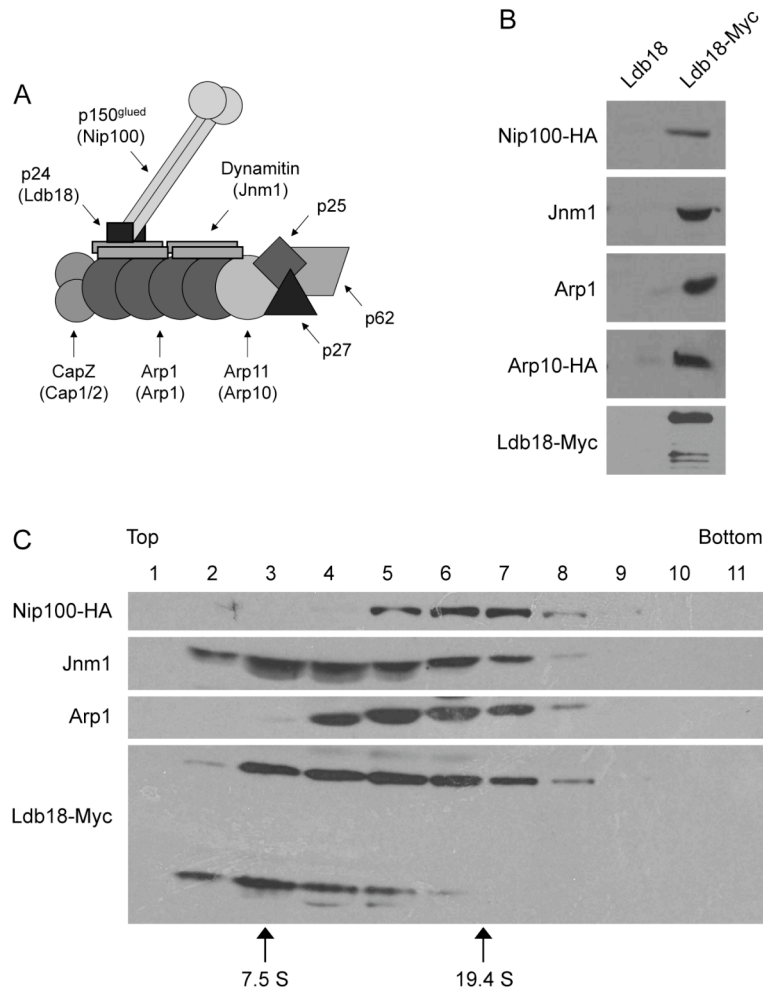 A
p150glued
(Nip100)
p24
(Ldb18)
Dynamitin
(Jnm1)
p25
p62
p27
CapZ
(Cap1/2)
Arp1
(Arp1)
Arp11
(Arp10)
B
Ldb18
Ldb18-Myc
Nip100-HA
Jnm1
Arp1
Arp10-HA
Ldb18-Myc
C
Top
Bottom
1 2 3 4 5 6 7 8 9 10 11
Nip100-HA
Jnm1
Arp1
Ldb18-Myc
7.5 S
19.4 S